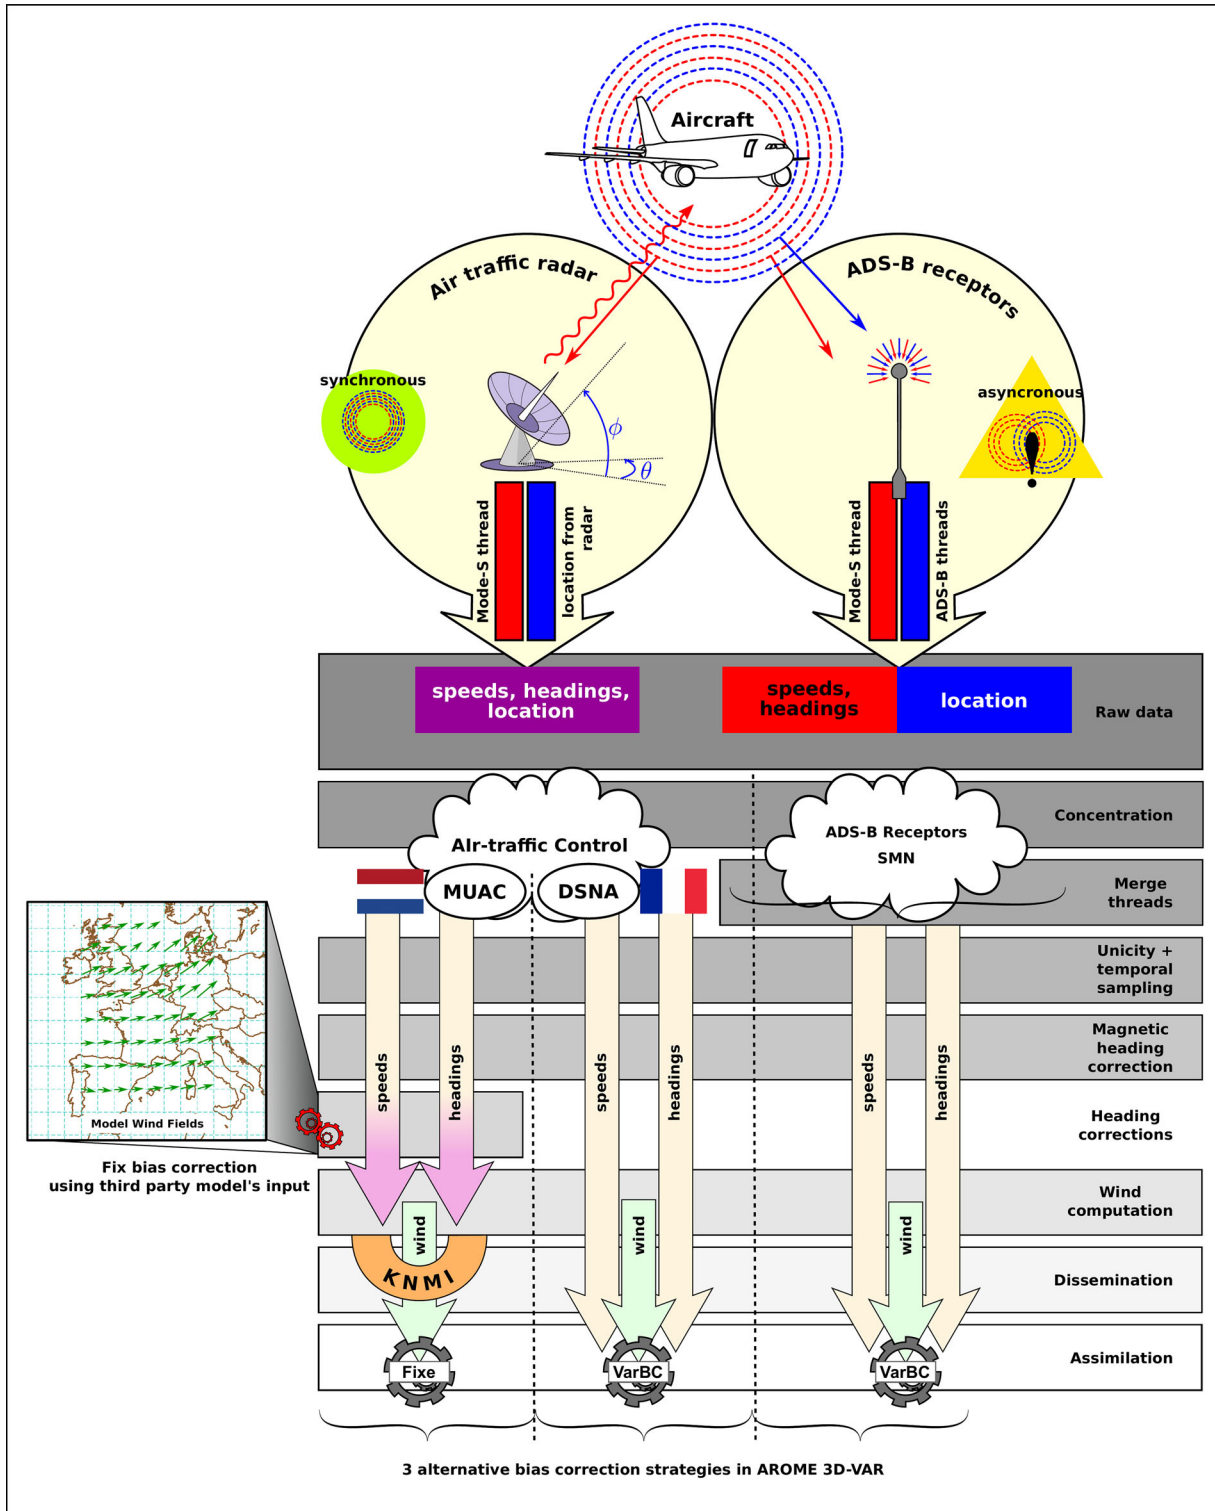 Aircraft
Air traffic radar
ADS-B receptors
synchronous
asyncronous
ϕ
θ
Mode-S thread
location from
radar
Mode-S thread
ADS-B threads
speeds, headings,
location
speeds,
headings
location
Raw data
Concentration
AIr-traffic Control
ADS-B Receptors
SMN
MUAC
DSNA
Merge
threads
Unicity +
temporal
sampling
Magnetic
heading
correction
speeds
headings
speeds
headings
speeds
headings
Model Wind Fields
Heading
corrections
Fix bias correction
using third party model's input
Wind
computation
wind
wind
wind
KNMI
Dissemination
Fixe
VarBC
VarBC
Assimilation
3 alternative bias correction strategies in AROME 3D-VAR